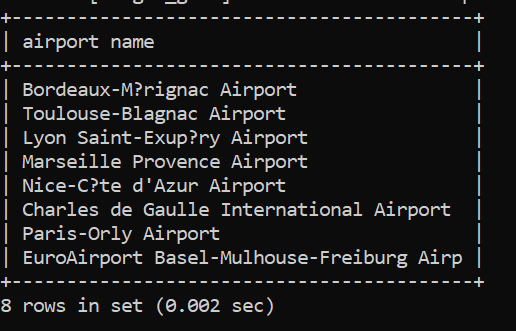 +------------------------------------------+
| airport name                             |
+------------------------------------------+
| Bordeaux-M?rignac Airport                |
| Toulouse-Blagnac Airport                 |
| Lyon Saint-Exup?ry Airport               |
| Marseille Provence Airport               |
| Nice-C?te d'Azur Airport                 |
| Charles de Gaulle International Airport  |
| Paris-Orly Airport                       |
| EuroAirport Basel-Mulhouse-Freiburg Airp |
+------------------------------------------+
8 rows in set (0.002 sec)